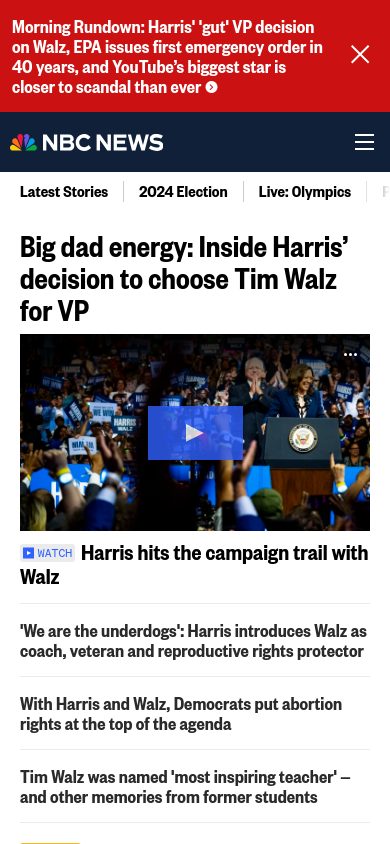 Morning Rundown: Harris' 'gut' VP decision
on Walz, EPA issues first emergency order in
40 years, and YouTube’s biggest star is
closer to scandal than ever
NBC NEWS
Latest Stories
2024 Election
Live: Olympics
Big dad energy: Inside Harris’
decision to choose Tim Walz
for VP
HARRIS
WALZ
WATCH Harris hits the campaign trail with
Walz
'We are the underdogs': Harris introduces Walz as
coach, veteran and reproductive rights protector
With Harris and Walz, Democrats put abortion
rights at the top of the agenda
Tim Walz was named 'most inspiring teacher' —
and other memories from former students